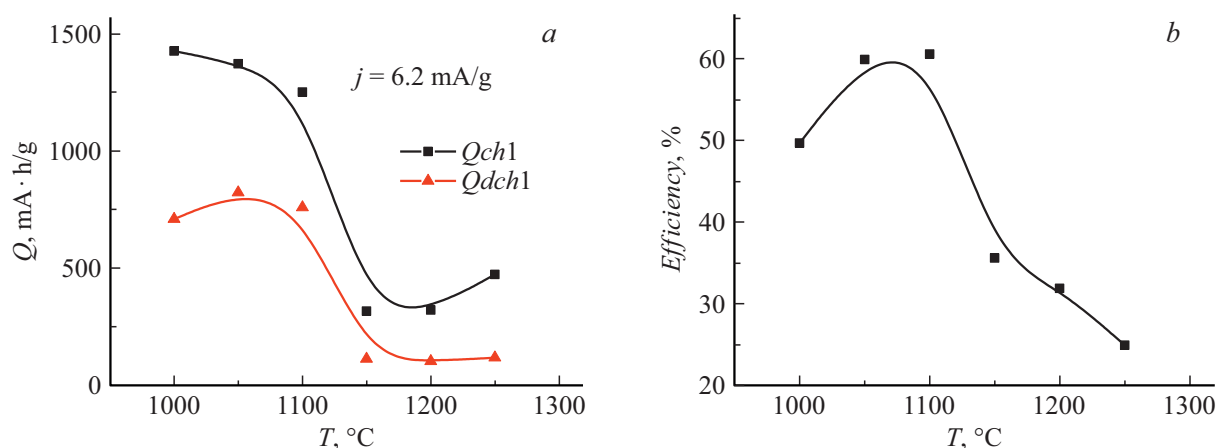 a
1500
1000
500
0
Q, mA · h/g
j = 6.2 mA/g
Qch1
Qdch1
1000 1100 1200 1300
T, °C
b
60
50
40
30
20
Efficiency, %
1000 1100 1200 1300
T, °C